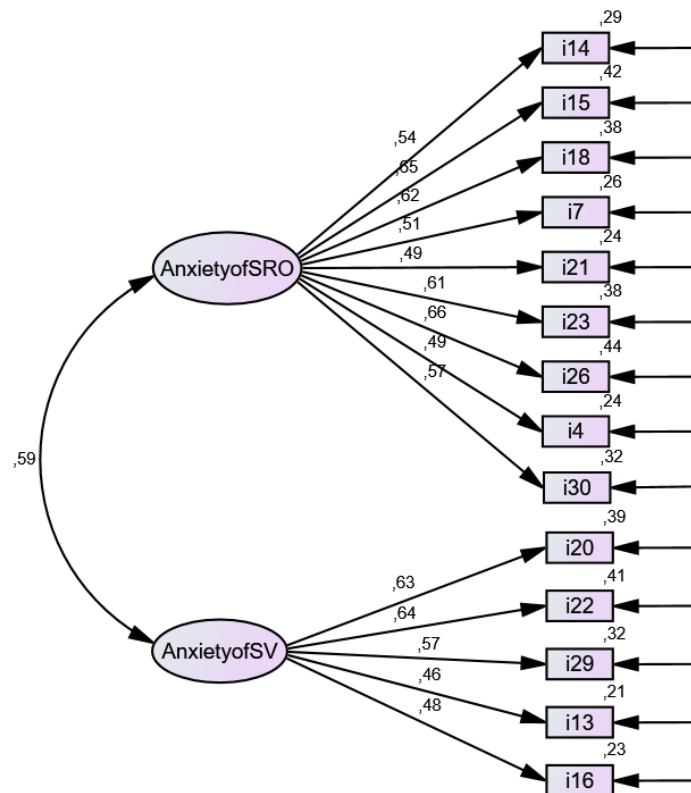 ,29
i14
,42
i15
,38
i18
,26
i7
,24
i21
,38
i23
,44
i26
,24
i4
,32
i30
,54
,65
,62
,51
,49
,61
,66
,49
,57
AnxietyofSRO
,59
,39
i20
,41
i22
,32
i29
,21
i13
,23
i16
,63
,64
,57
,46
,48
AnxietyofSV